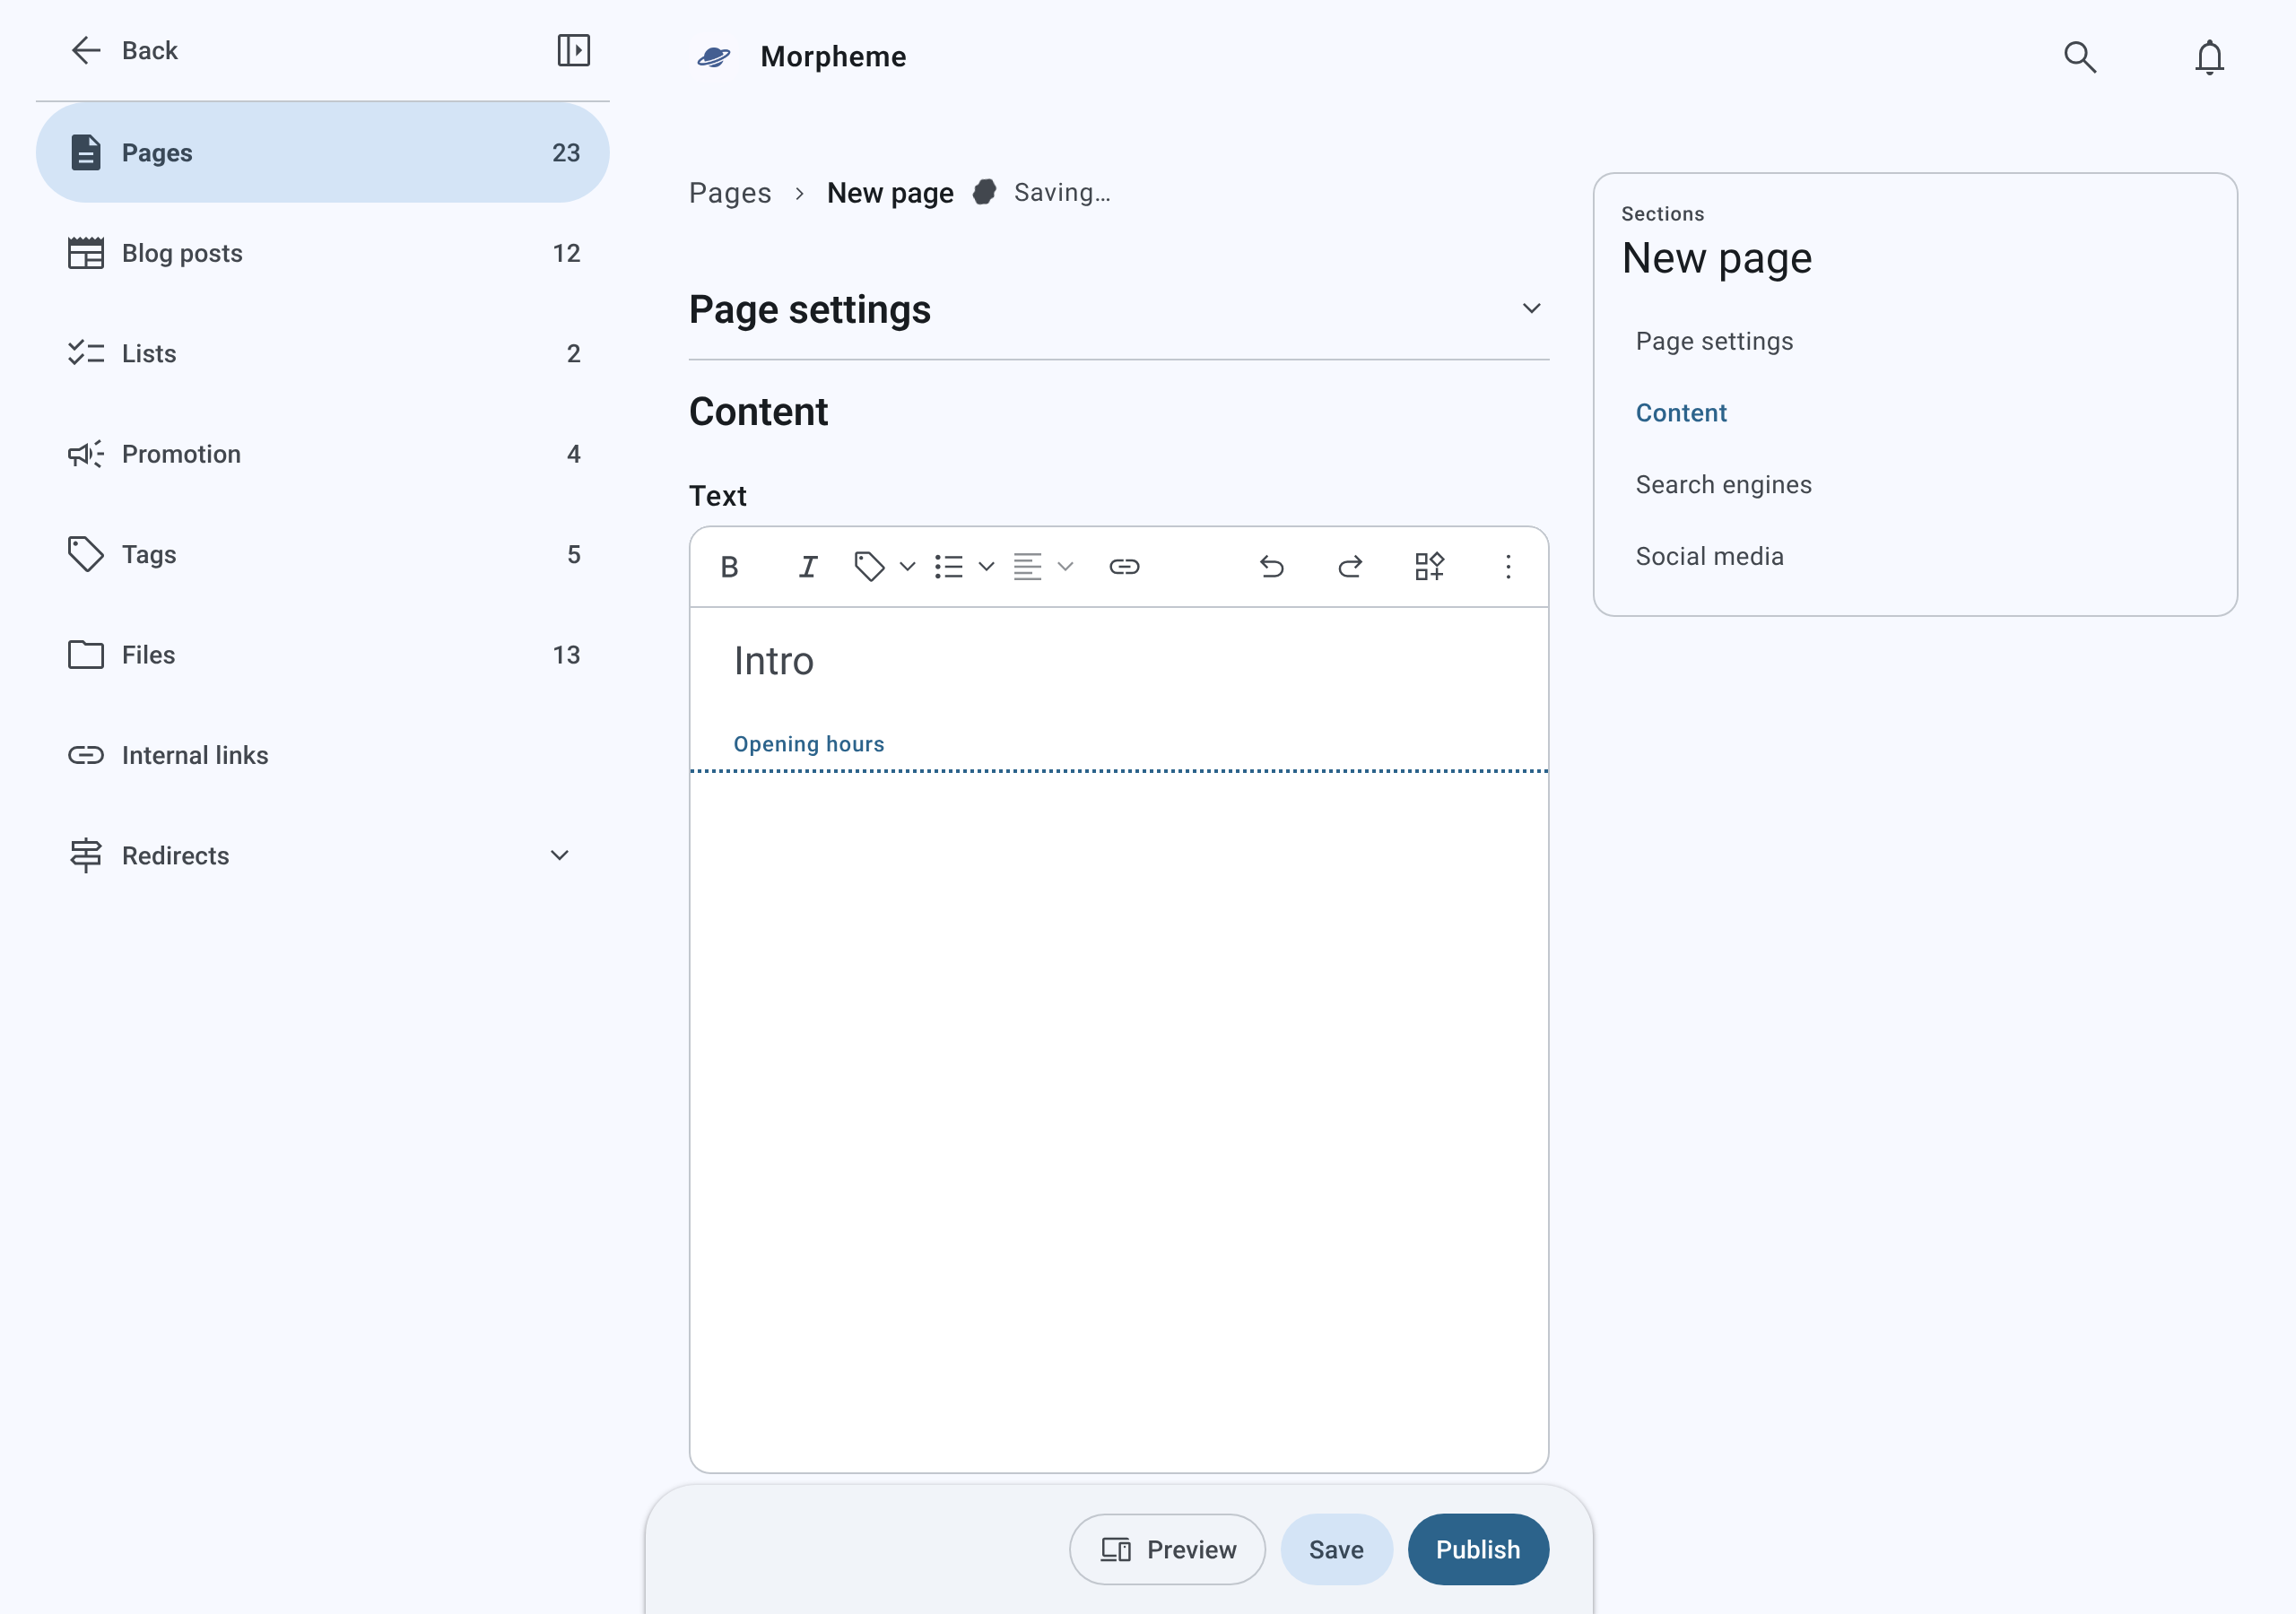 Back
Pages 23
Blog posts 12
Lists 2
Promotion 4
Tags 5
Files 13
Internal links
Redirects
Morpheme
Pages › New page Saving…
Page settings
Content
Text
B I
Intro
Opening hours
Preview Save Publish
Sections
New page
Page settings
Content
Search engines
Social media